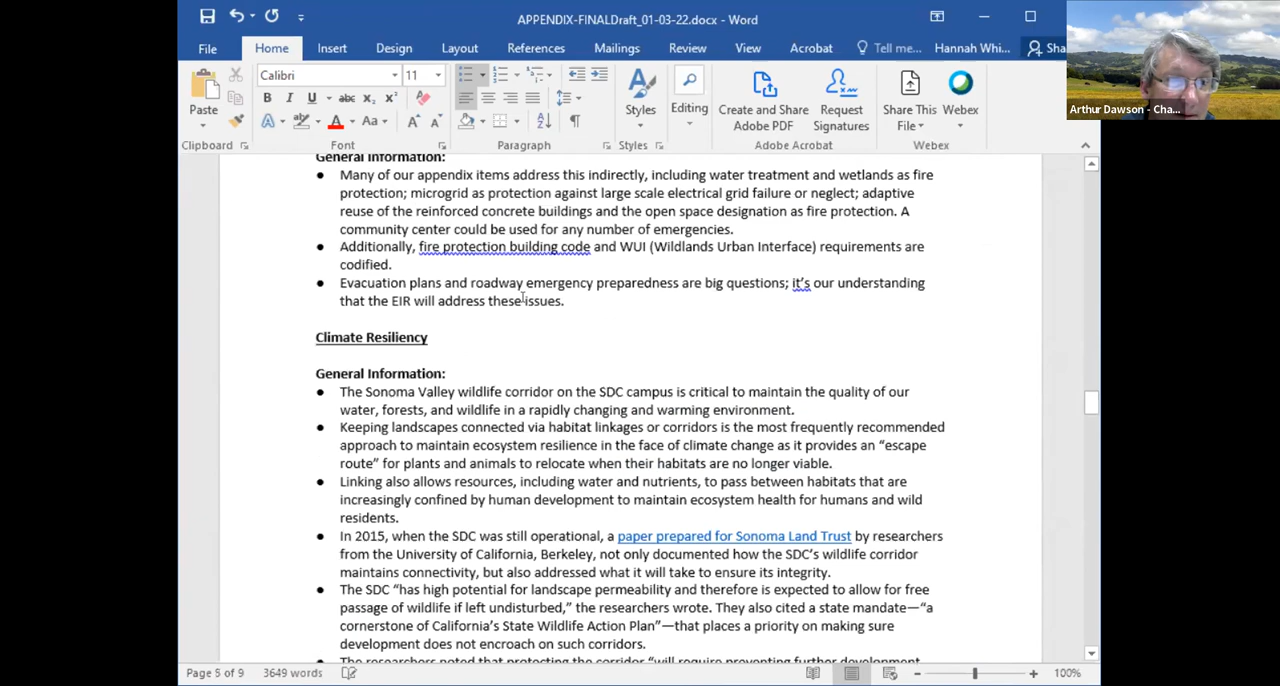 APPENDIX-FINALDraft_01-03-22.docx - Word
File Home Insert Design Layout References Mailings Review View Acrobat Tell me... Hannah Whi... Sha
Arthur Dawson - Cha...
Calibri 11
Paste
B I U abc X₂ X² Aa
Styles
Editing
Create and Share
Adobe PDF
Request
Signatures
Share This
File
Webex
Clipboard Font Paragraph Styles Adobe Acrobat Webex
General Information:
● Many of our appendix items address this indirectly, including water treatment and wetlands as fire
protection; microgrid as protection against large scale electrical grid failure or neglect; adaptive
reuse of the reinforced concrete buildings and the open space designation as fire protection. A
community center could be used for any number of emergencies.
● Additionally, fire protection building code and WUI (Wildlands Urban Interface) requirements are
codified.
● Evacuation plans and roadway emergency preparedness are big questions; it's our understanding
that the EIR will address these issues.
Climate Resiliency
General Information:
● The Sonoma Valley wildlife corridor on the SDC campus is critical to maintain the quality of our
water, forests, and wildlife in a rapidly changing and warming environment.
● Keeping landscapes connected via habitat linkages or corridors is the most frequently recommended
approach to maintain ecosystem resilience in the face of climate change as it provides an “escape
route” for plants and animals to relocate when their habitats are no longer viable.
● Linking also allows resources, including water and nutrients, to pass between habitats that are
increasingly confined by human development to maintain ecosystem health for humans and wild
residents.
● In 2015, when the SDC was still operational, a paper prepared for Sonoma Land Trust by researchers
from the University of California, Berkeley, not only documented how the SDC's wildlife corridor
maintains connectivity, but also addressed what it will take to ensure its integrity.
● The SDC “has high potential for landscape permeability and therefore is expected to allow for free
passage of wildlife if left undisturbed,” the researchers wrote. They also cited a state mandate—“a
cornerstone of California's State Wildlife Action Plan”—that places a priority on making sure
development does not encroach on such corridors.
● The researchers noted that protecting the corridor “will require preventing further development
Page 5 of 9 3649 words 100%